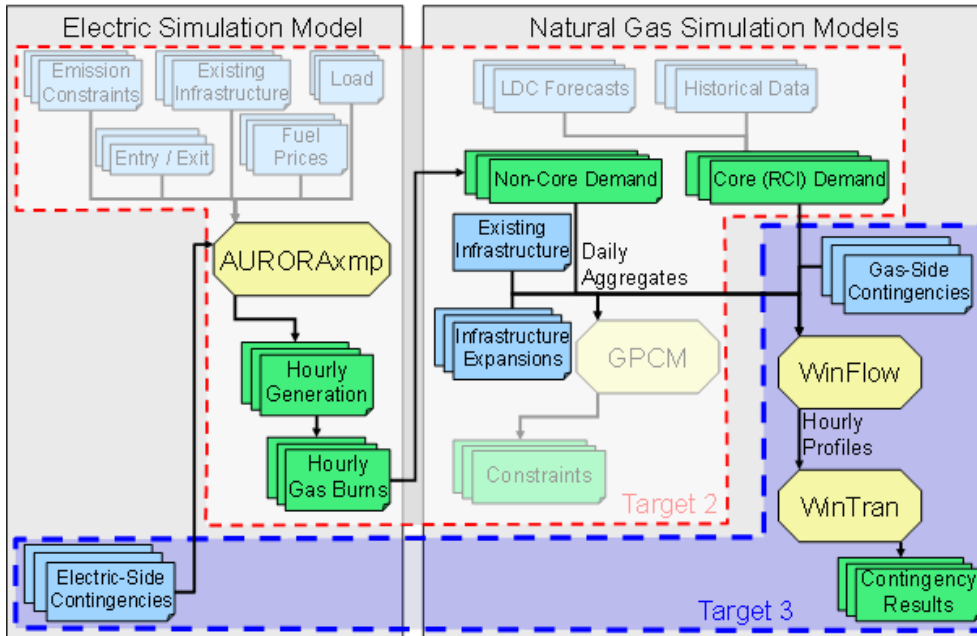 Electric Simulation Model
Natural Gas Simulation Models
Emission
Constraints
Existing
Infrastructure
Load
Entry / Exit
Fuel
Prices
LDC Forecasts
Historical Data
Non-Core Demand
Core (RCI) Demand
AURORAxmp
Existing
Infrastructure
Daily
Aggregates
Gas-Side
Contingencies
Infrastructure
Expansions
GPCM
WinFlow
Hourly
Generation
Hourly
Profiles
Hourly
Gas Burns
Constraints
Target 2
WinTran
Electric-Side
Contingencies
Contingency
Results
Target 3